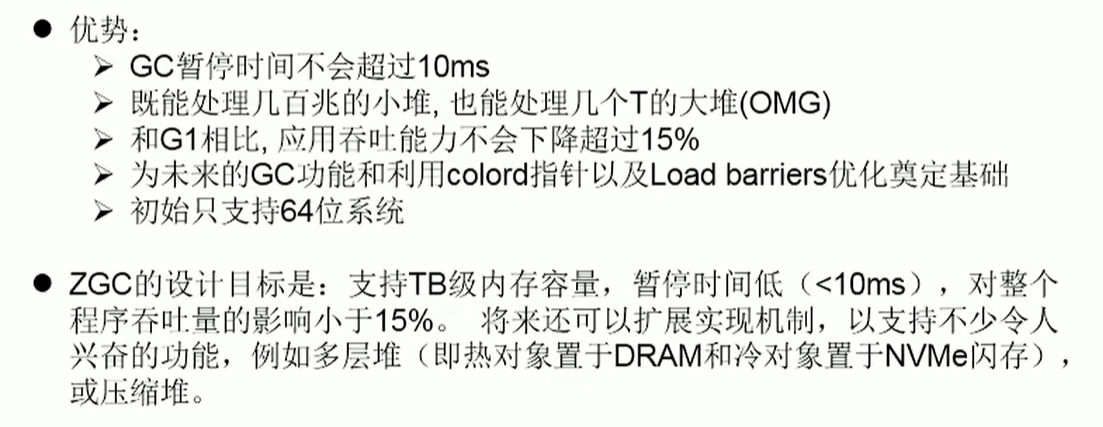 ● 优势：
➢ GC暂停时间不会超过10ms
➢ 既能处理几百兆的小堆, 也能处理几个T的大堆(OMG)
➢ 和G1相比, 应用吞吐能力不会下降超过15%
➢ 为未来的GC功能和利用colord指针以及Load barriers优化奠定基础
➢ 初始只支持64位系统
● ZGC的设计目标是：支持TB级内存容量，暂停时间低（<10ms），对整个
程序吞吐量的影响小于15%。 将来还可以扩展实现机制，以支持不少令人
兴奋的功能，例如多层堆（即热对象置于DRAM和冷对象置于NVMe闪存），
或压缩堆。